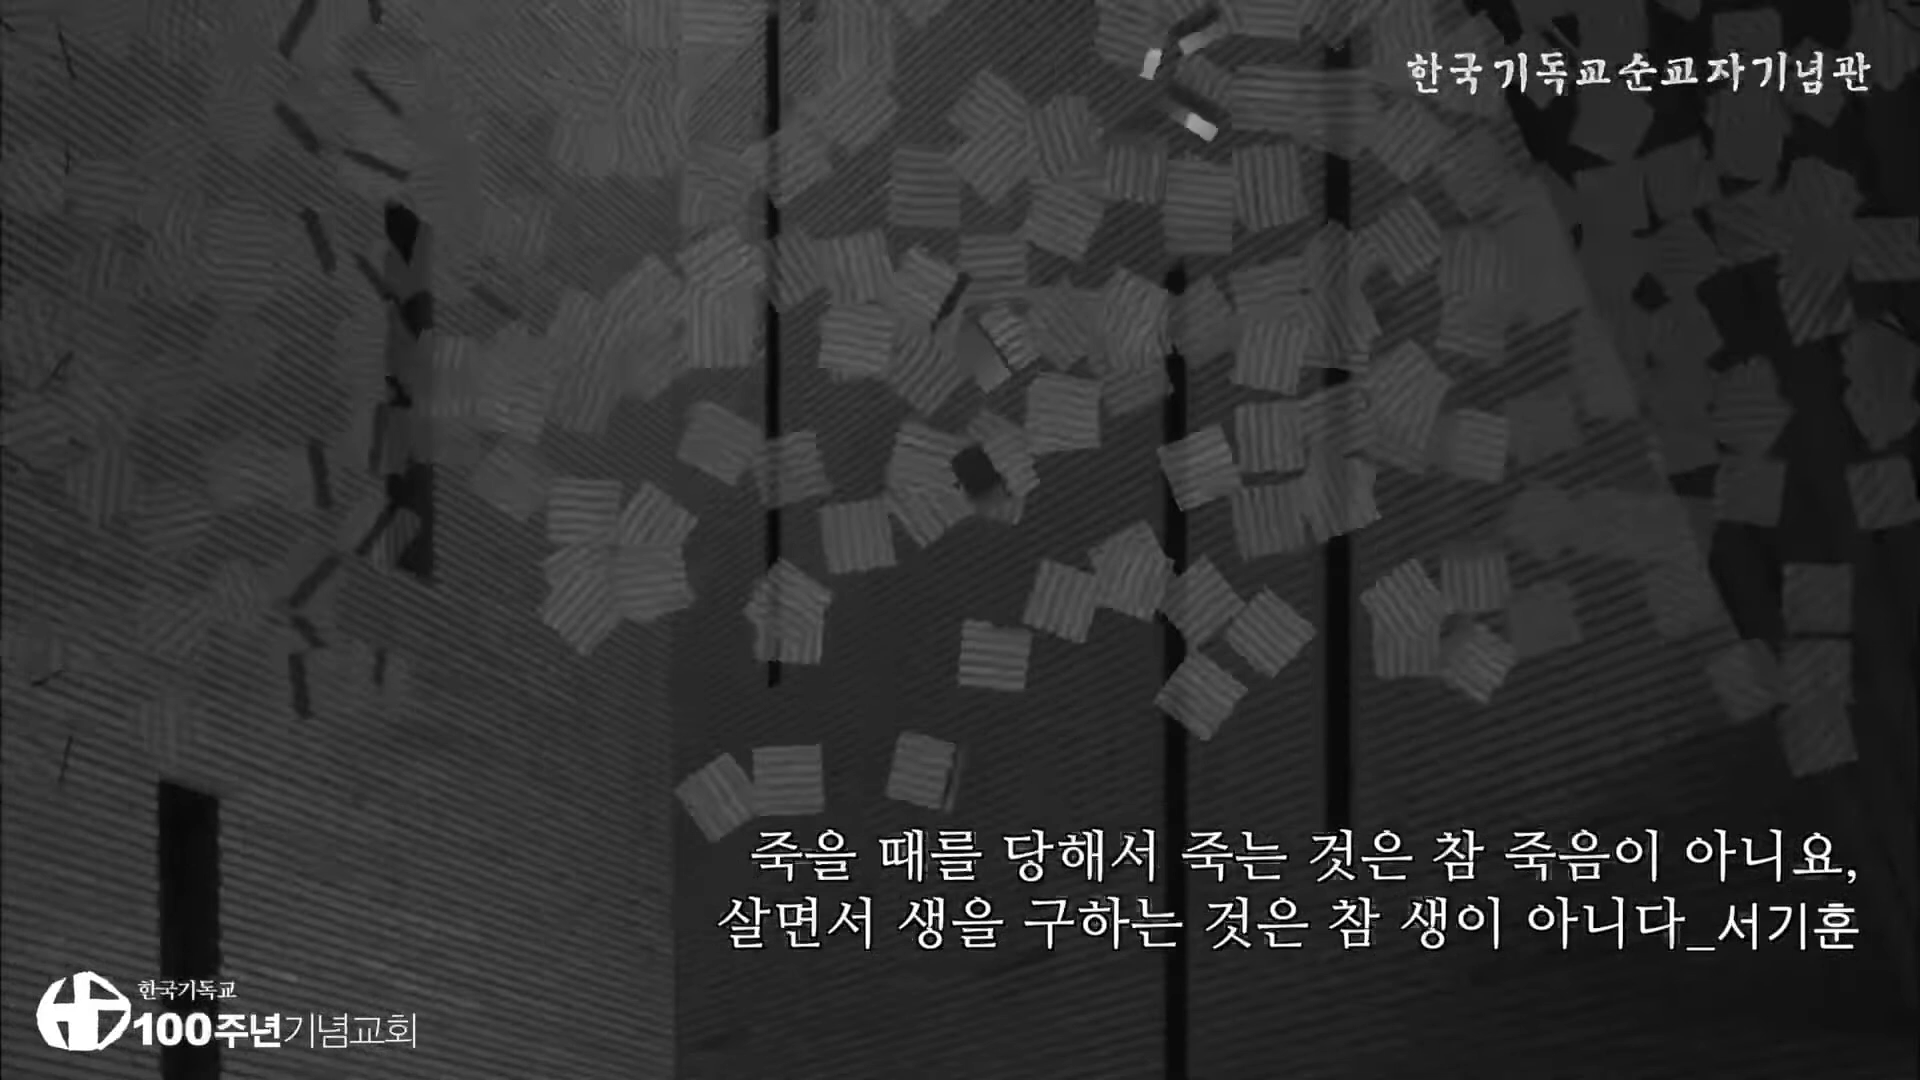 한국기독교순교자기념관
죽을 때를 당해서 죽는 것은 참 죽음이 아니요,
살면서 생을 구하는 것은 참 생이 아니다_서기훈
한국기독교
100주년기념교회